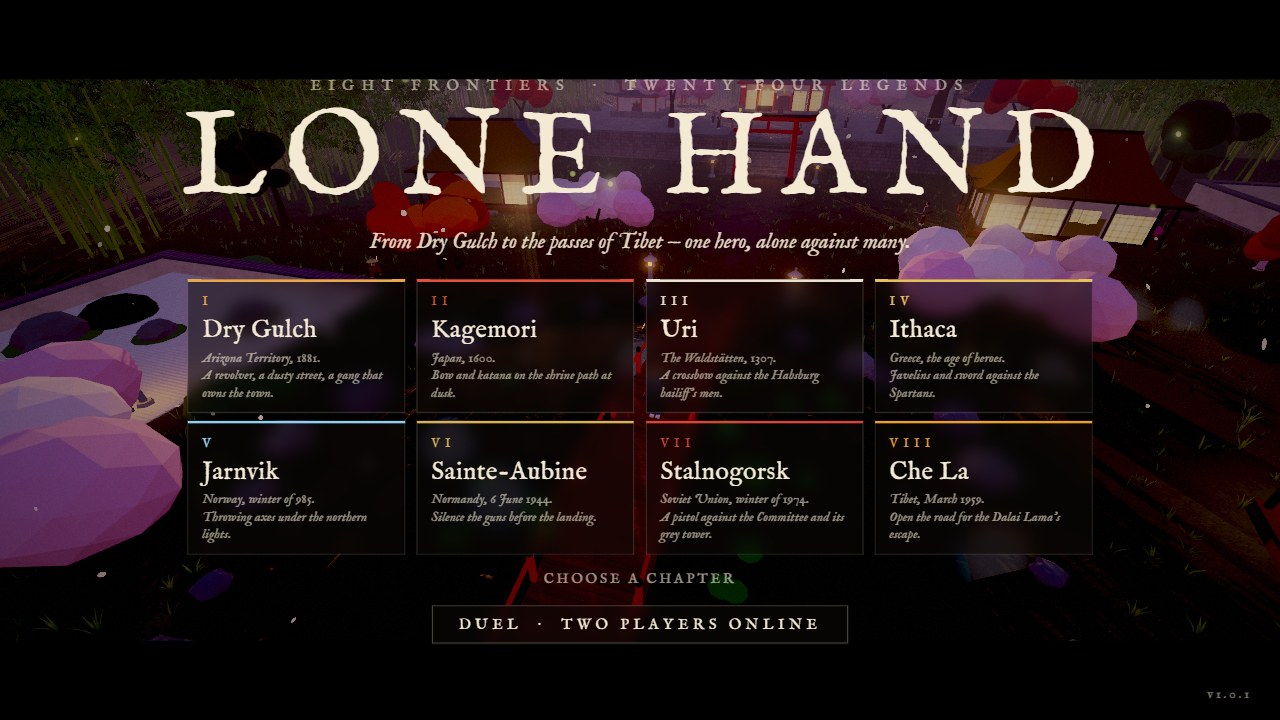 EIGHT FRONTIERS · TWENTY-FOUR LEGENDS
LONE HAND
From Dry Gulch to the passes of Tibet — one hero, alone against many.
I
Dry Gulch
Arizona Territory, 1881.
A revolver, a dusty street, a gang that
owns the town.
II
Kagemori
Japan, 1600.
Bow and katana on the shrine path at
dusk.
III
Uri
The Waldstätten, 1307.
A crossbow against the Habsburg
bailiff's men.
IV
Ithaca
Greece, the age of heroes.
Javelins and sword against the
Spartans.
V
Jarnvik
Norway, winter of 985.
Throwing axes under the northern
lights.
VI
Sainte-Aubine
Normandy, 6 June 1944.
Silence the guns before the landing.
VII
Stalnogorsk
Soviet Union, winter of 1974.
A pistol against the Committee and its
grey tower.
VIII
Che La
Tibet, March 1959.
Open the road for the Dalai Lama's
escape.
CHOOSE A CHAPTER
DUEL · TWO PLAYERS ONLINE
V1.0.1